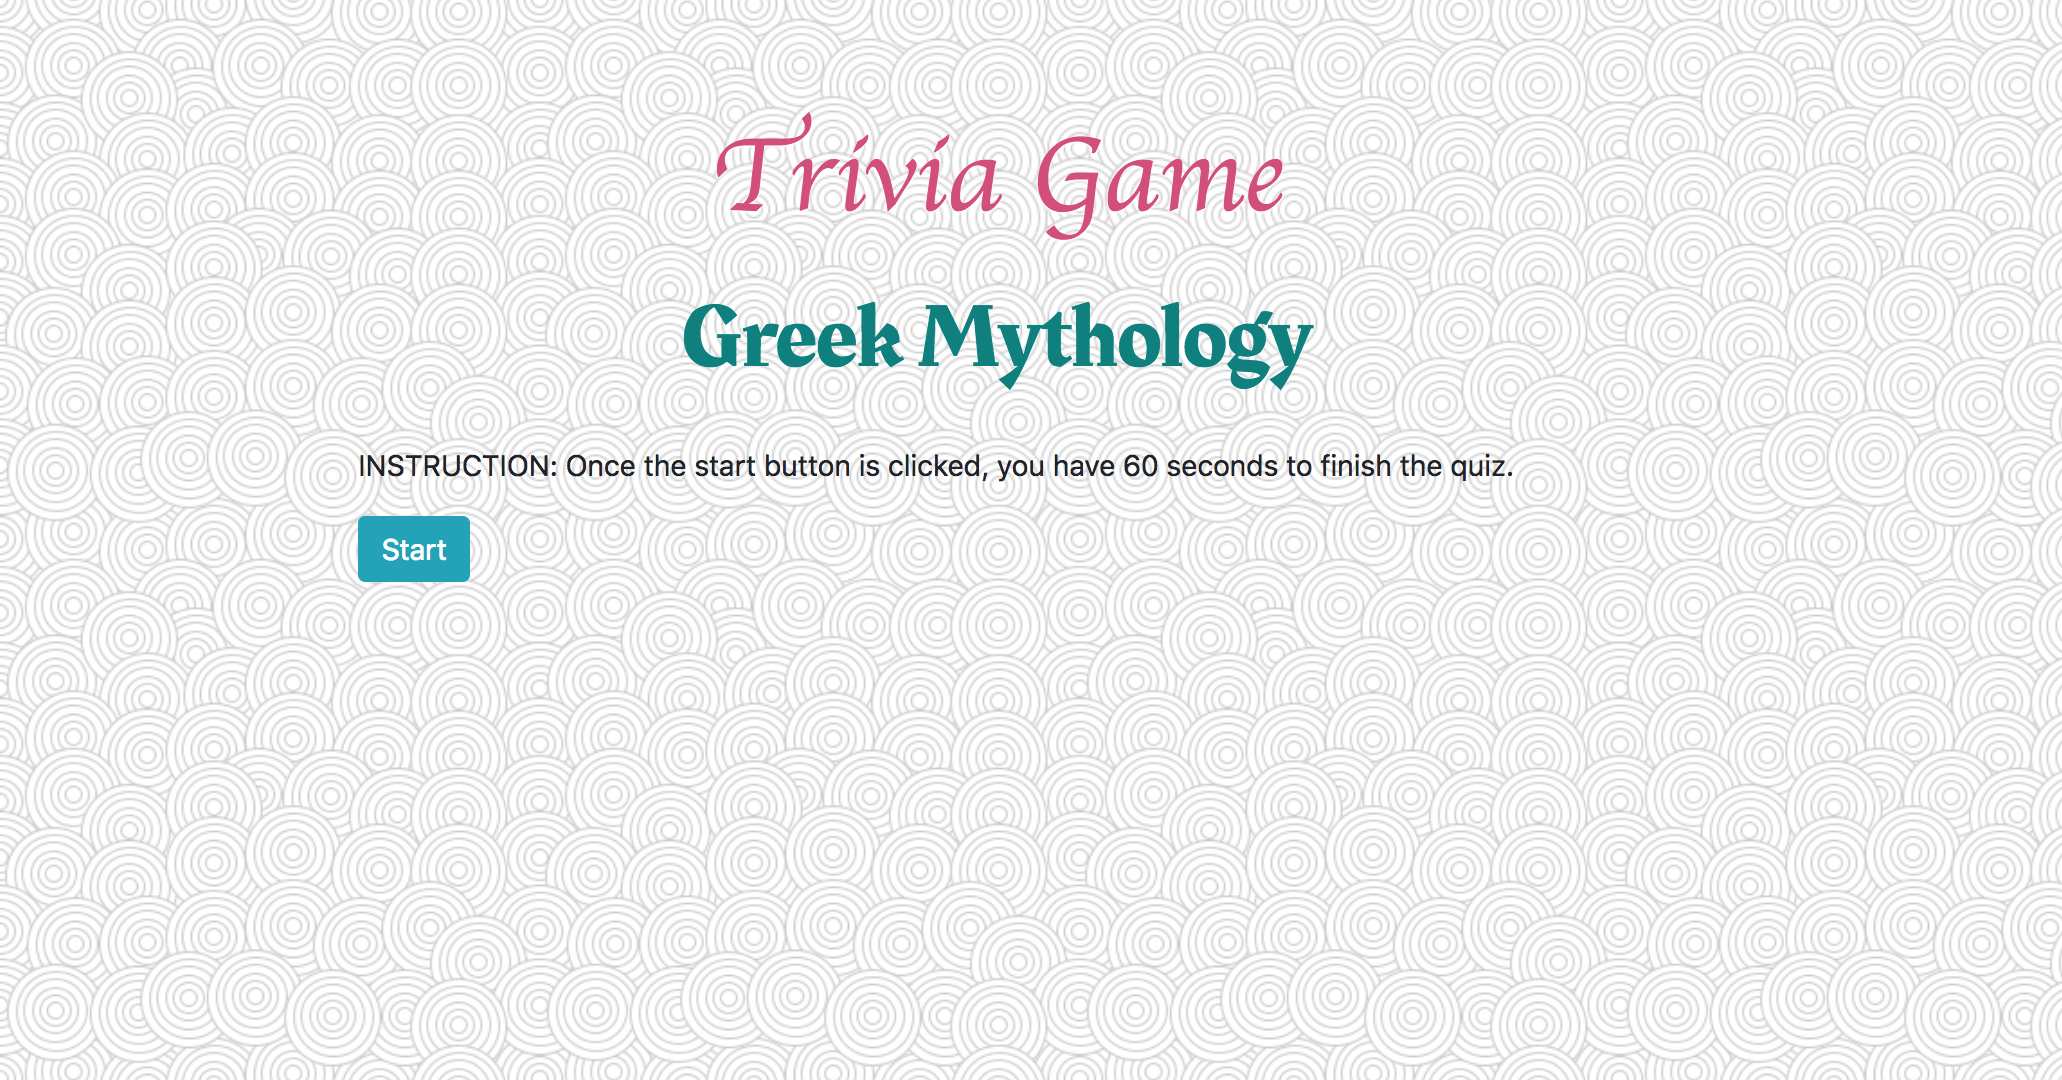 Trivia Game
Greek Mythology
INSTRUCTION: Once the start button is clicked, you have 60 seconds to finish the quiz.
Start